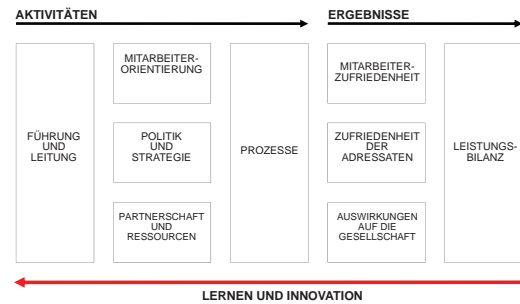 AKTIVITÄTEN
ERGEBNISSE
FÜHRUNG
UND
LEITUNG
MITARBEITER-
ORIENTIERUNG
POLITIK
UND
STRATEGIE
PARTNERSCHAFT
UND
RESSOURCEN
PROZESSE
MITARBEITER-
ZUFRIEDENHEIT
ZUFRIEDENHEIT
DER
ADRESSATEN
AUSWIRKUNGEN
AUF DIE
GESELLSCHAFT
LEISTUNGS-
BILANZ
LERNEN UND INNOVATION